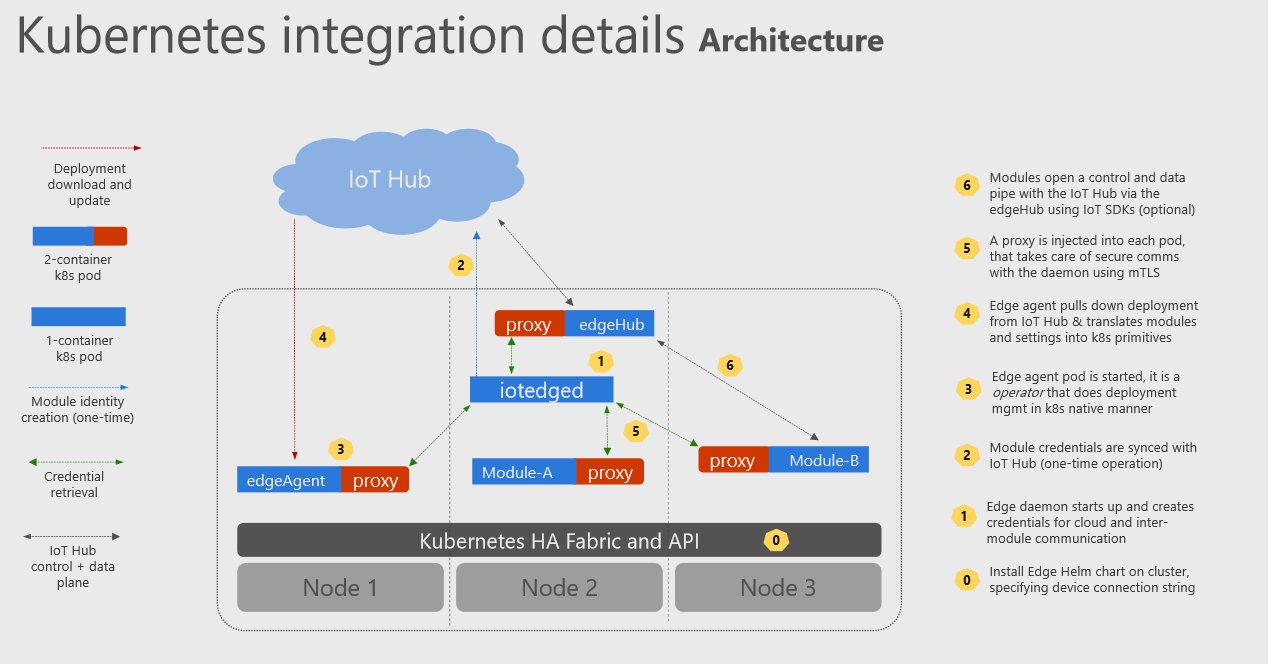 Kubernetes integration details Architecture
Deployment
download and
update
2-container
k8s pod
1-container
k8s pod
Module identity
creation (one-time)
Credential
retrieval
IoT Hub
control + data
plane
IoT Hub
2
4
proxy edgeHub
1
iotedged
6
5
3
edgeAgent proxy
Module-A proxy
proxy Module-B
Kubernetes HA Fabric and API 0
Node 1
Node 2
Node 3
6 Modules open a control and data
pipe with the IoT Hub via the
edgeHub using IoT SDKs (optional)
5 A proxy is injected into each pod,
that takes care of secure comms
with the daemon using mTLS
4 Edge agent pulls down deployment
from IoT Hub & translates modules
and settings into k8s primitives
3 Edge agent pod is started, it is a
operator that does deployment
mgmt in k8s native manner
2 Module credentials are synced with
IoT Hub (one-time operation)
1 Edge daemon starts up and creates
credentials for cloud and inter-
module communication
0 Install Edge Helm chart on cluster,
specifying device connection string